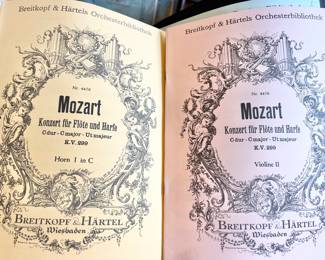 Breitkopf & Härtels Orchesterbibliothek
Mozart
Konzert für Flöte und Harfe
C dur - C major - Ut majeur
K.V. 299
Horn I in C
BREITKOPF & HÄRTEL
Wiesbaden
Breitkopf & Härtels Orchesterbibliothek
Mozart
Konzert für Flöte und Harfe
C dur - C major - Ut majeur
K.V. 299
Violine II
BREITKOPF & HÄRTEL
Wiesbaden